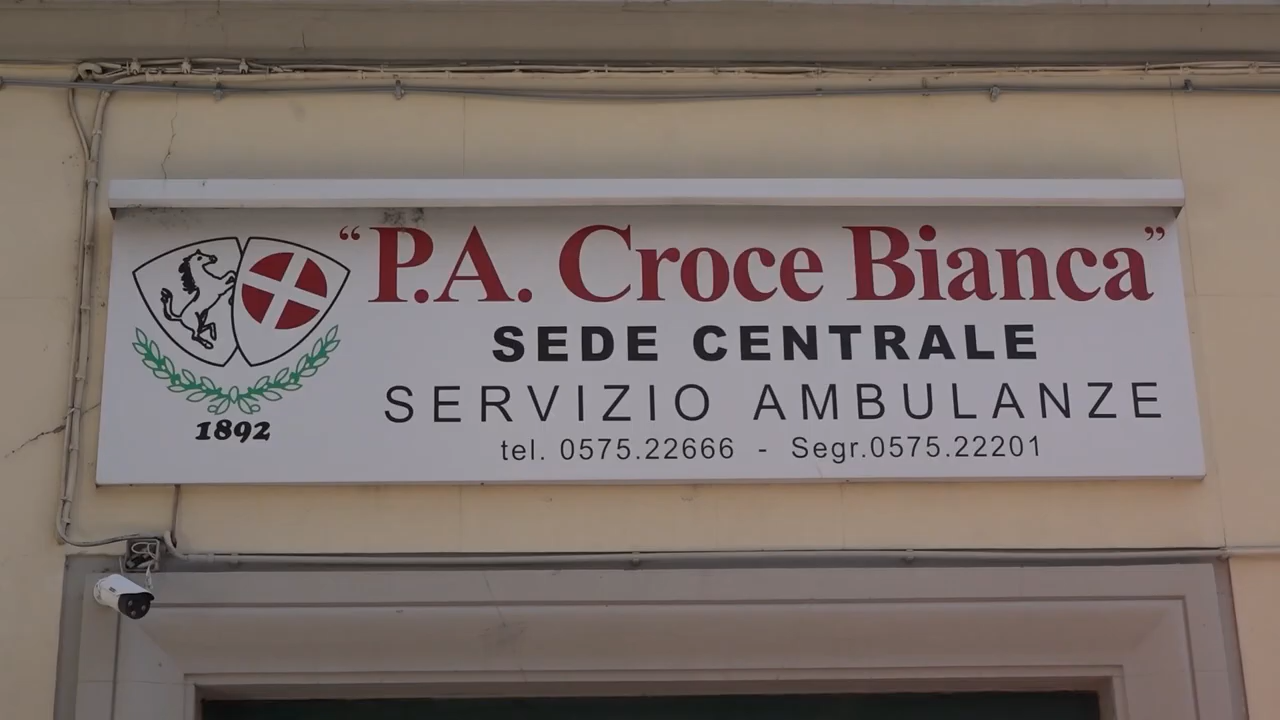 “P.A. Croce Bianca”
SEDE CENTRALE
SERVIZIO AMBULANZE
tel. 0575.22666 - Segr.0575.22201
1892